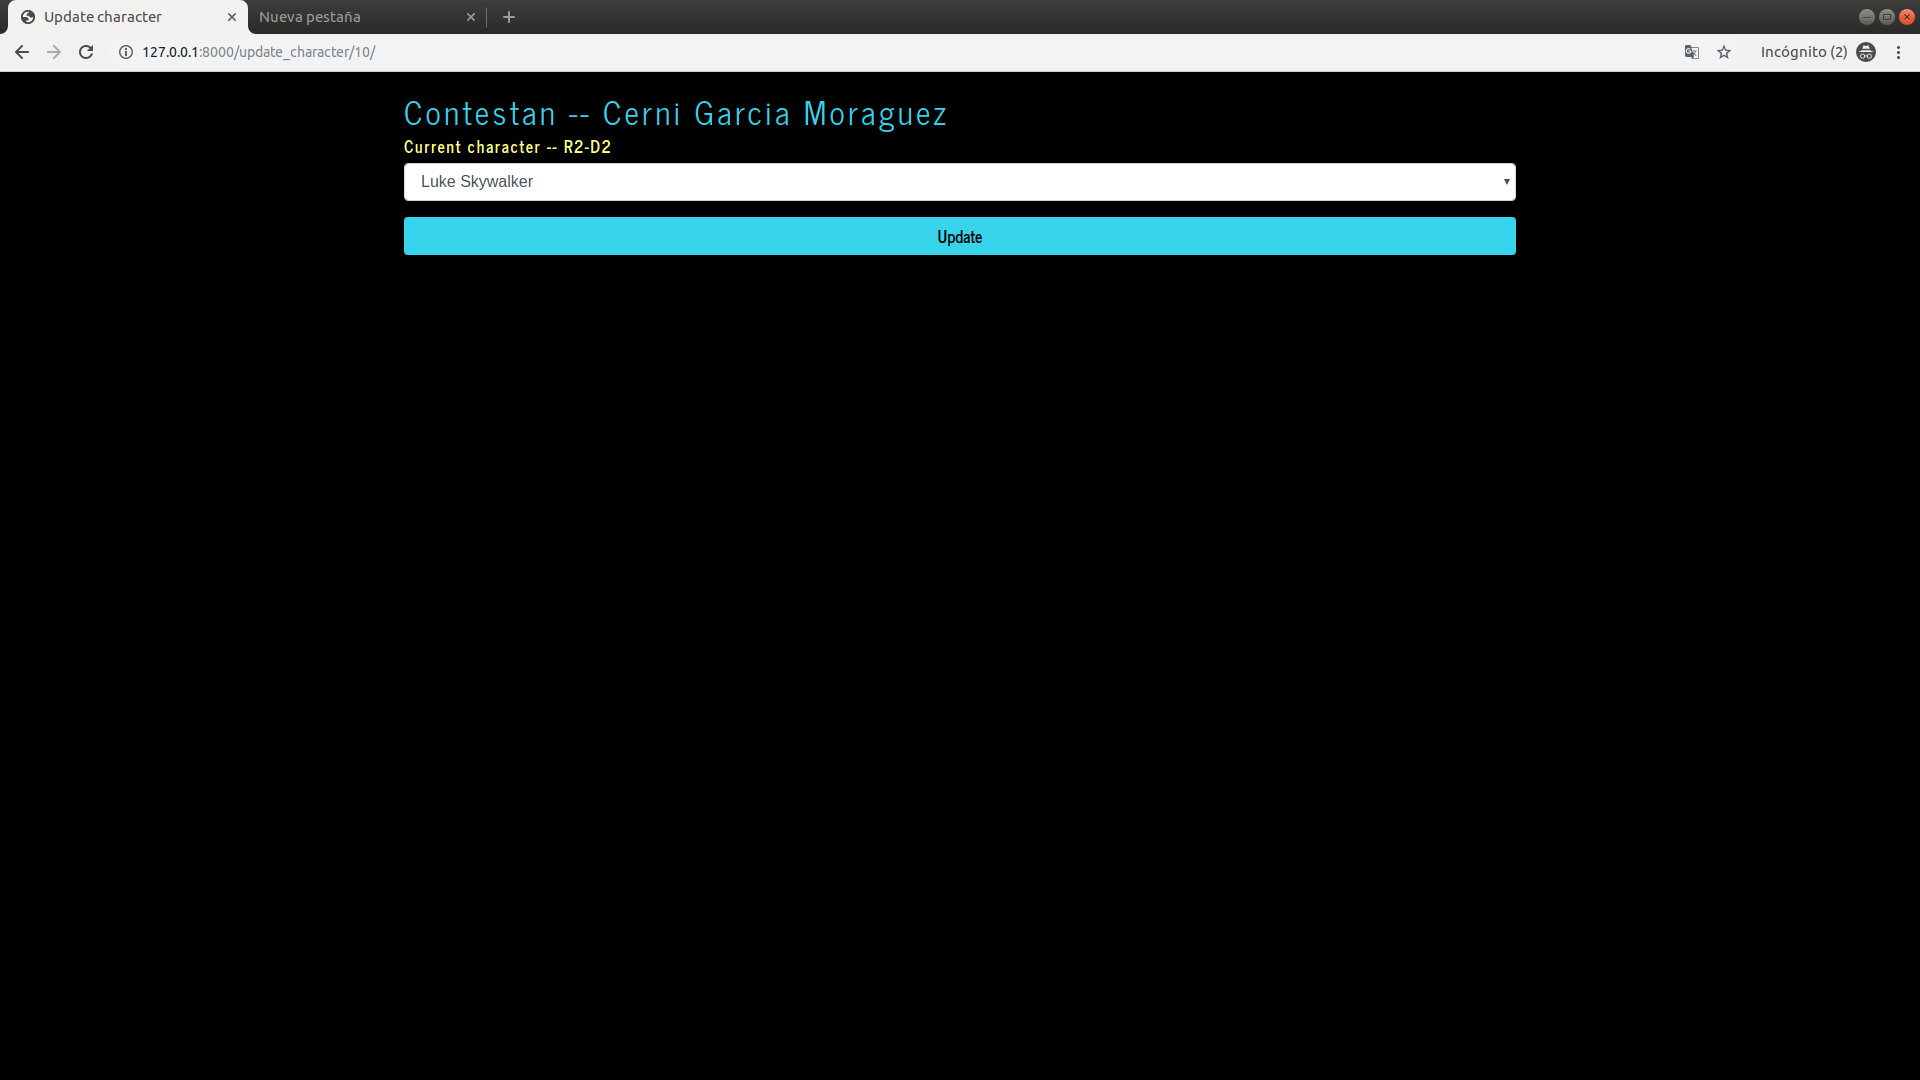 Update character
Nueva pestaña
127.0.0.1:8000/update_character/10/
Incógnito (2)
Contestan -- Cerni Garcia Moraguez
Current character -- R2-D2
Luke Skywalker
Update